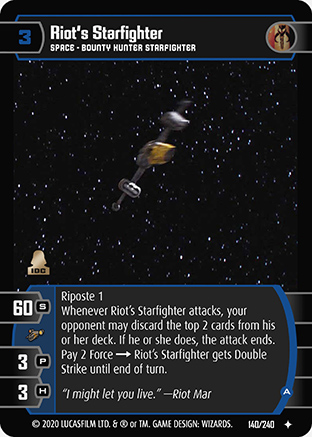 3
Riot's Starfighter
SPACE - BOUNTY HUNTER STARFIGHTER
IDC
60 S
3 P
3 H
Riposte 1
Whenever Riot's Starfighter attacks, your
opponent may discard the top 2 cards from his
or her deck. If he or she does, the attack ends.
Pay 2 Force → Riot's Starfighter gets Double
Strike until end of turn.
"I might let you live." —Riot Mar
A
© 2020 LUCASFILM LTD. & ® or TM. GAME DESIGN: WIZARDS. 140/240